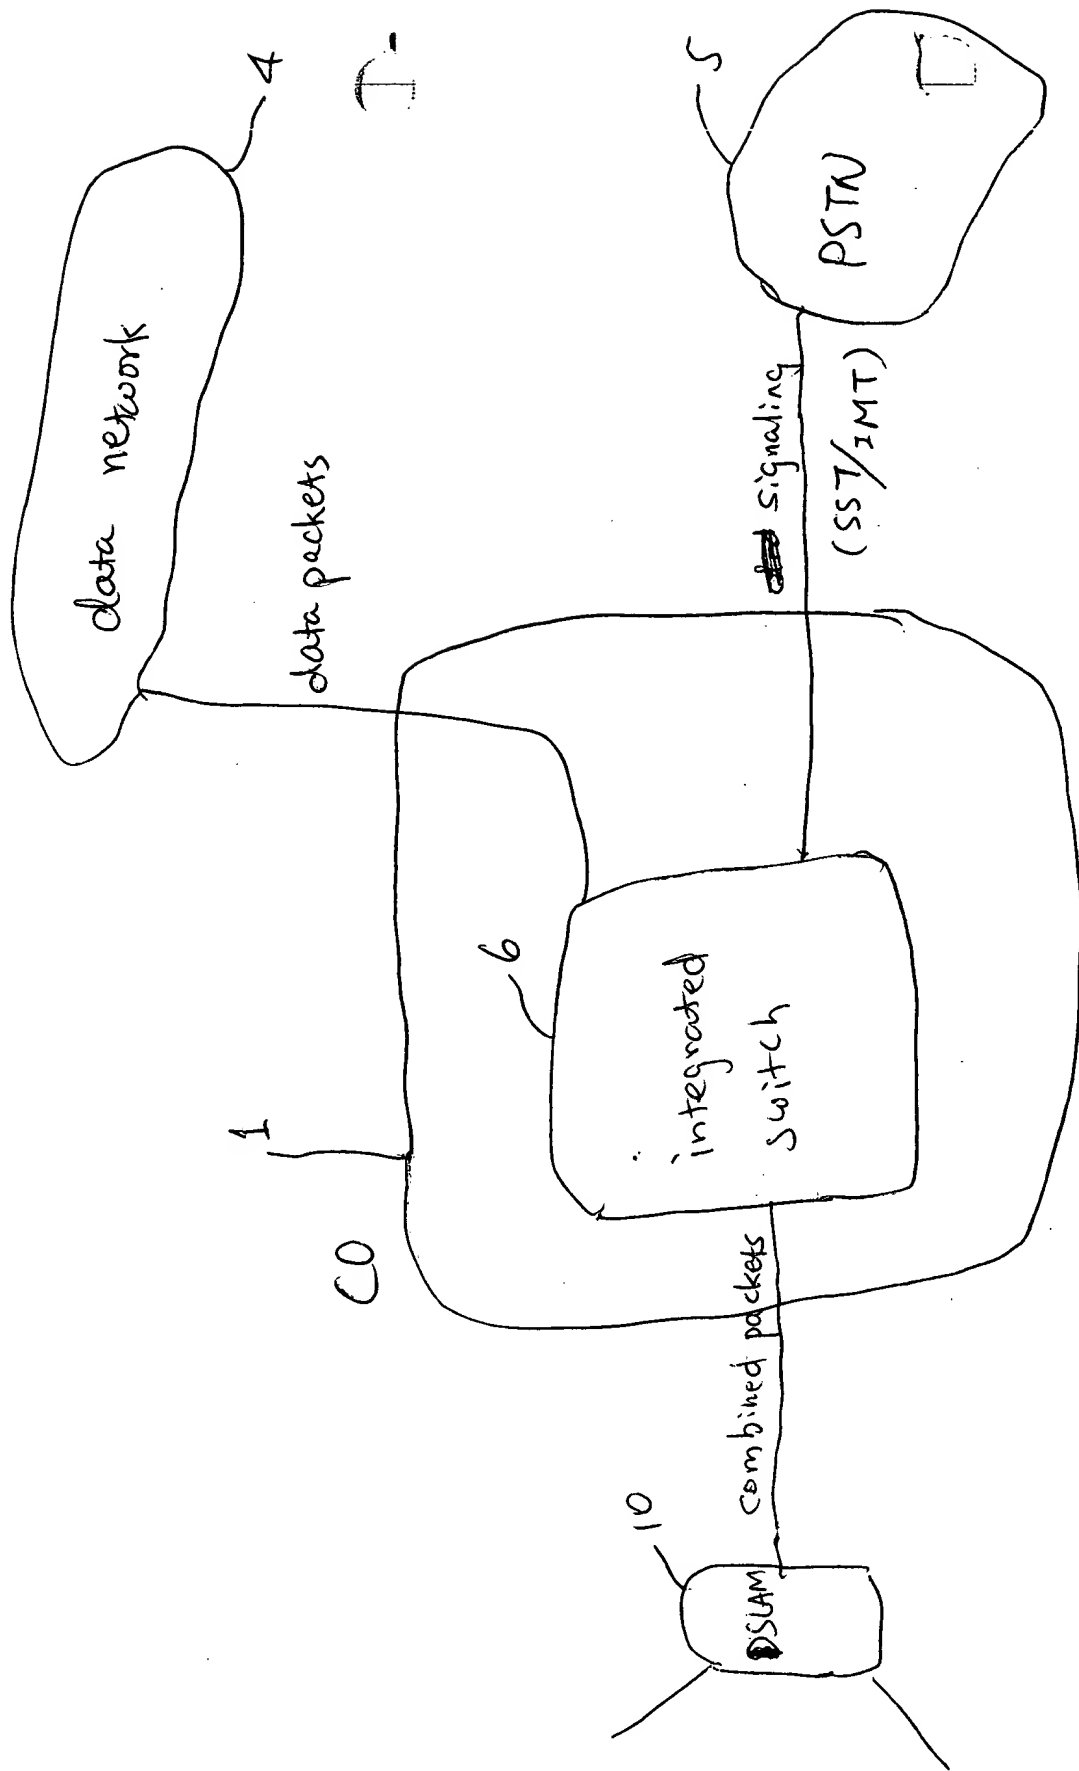 data network
4
data packets
CO
1
6
integrated
switch
signaling
(SS7/IMT)
5
PSTN
10
DSLAM
combined packets